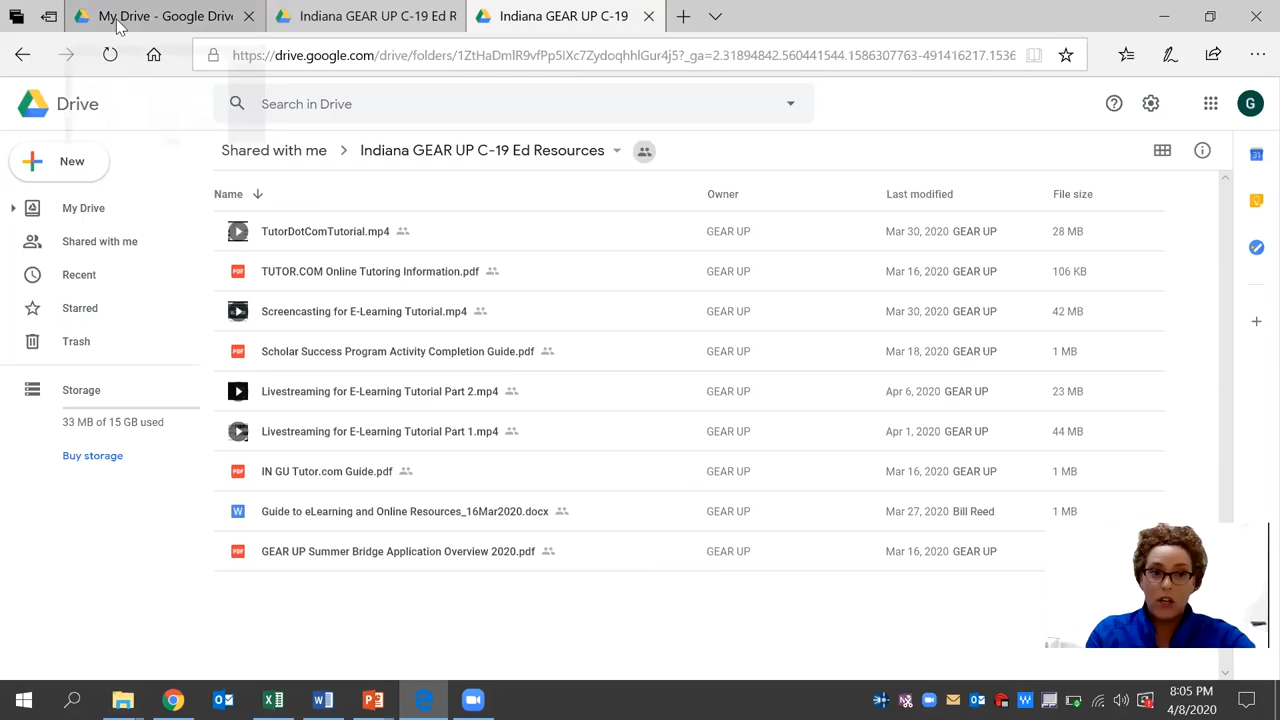 My Drive - Google Drive
Indiana GEAR UP C-19 Ed R
Indiana GEAR UP C-19
https://drive.google.com/drive/folders/1ZtHaDmlR9vfPp5IXc7ZydoqhhlGur4j5?_ga=2.31894842.560441544.1586307763-491416217.1536
Drive
Search in Drive
G
New
Shared with me > Indiana GEAR UP C-19 Ed Resources
31
My Drive
Shared with me
Recent
Starred
Trash
Storage
33 MB of 15 GB used
Buy storage
Name Owner Last modified File size
TutorDotComTutorial.mp4 GEAR UP Mar 30, 2020 GEAR UP 28 MB
PDF TUTOR.COM Online Tutoring Information.pdf GEAR UP Mar 16, 2020 GEAR UP 106 KB
Screencasting for E-Learning Tutorial.mp4 GEAR UP Mar 30, 2020 GEAR UP 42 MB
PDF Scholar Success Program Activity Completion Guide.pdf GEAR UP Mar 18, 2020 GEAR UP 1 MB
Livestreaming for E-Learning Tutorial Part 2.mp4 GEAR UP Apr 6, 2020 GEAR UP 23 MB
Livestreaming for E-Learning Tutorial Part 1.mp4 GEAR UP Apr 1, 2020 GEAR UP 44 MB
PDF IN GU Tutor.com Guide.pdf GEAR UP Mar 16, 2020 GEAR UP 1 MB
W Guide to eLearning and Online Resources_16Mar2020.docx GEAR UP Mar 27, 2020 Bill Reed 1 MB
PDF GEAR UP Summer Bridge Application Overview 2020.pdf GEAR UP Mar 16, 2020 GEAR UP
8:05 PM
4/8/2020